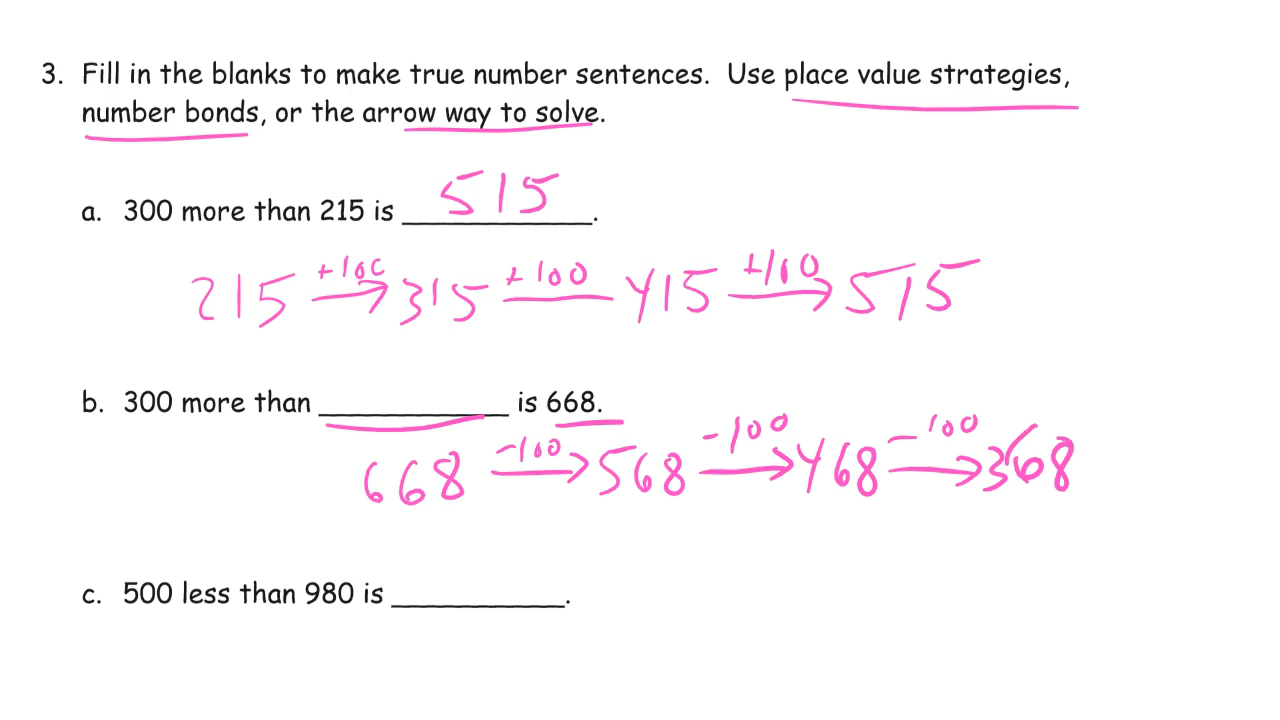 3. Fill in the blanks to make true number sentences. Use place value strategies,
number bonds, or the arrow way to solve.
a. 300 more than 215 is 515.
+100 +100 +100
215 315 415 515
b. 300 more than ______________ is 668.
-100 -100 -100
668 568 468 368
c. 500 less than 980 is _____________.